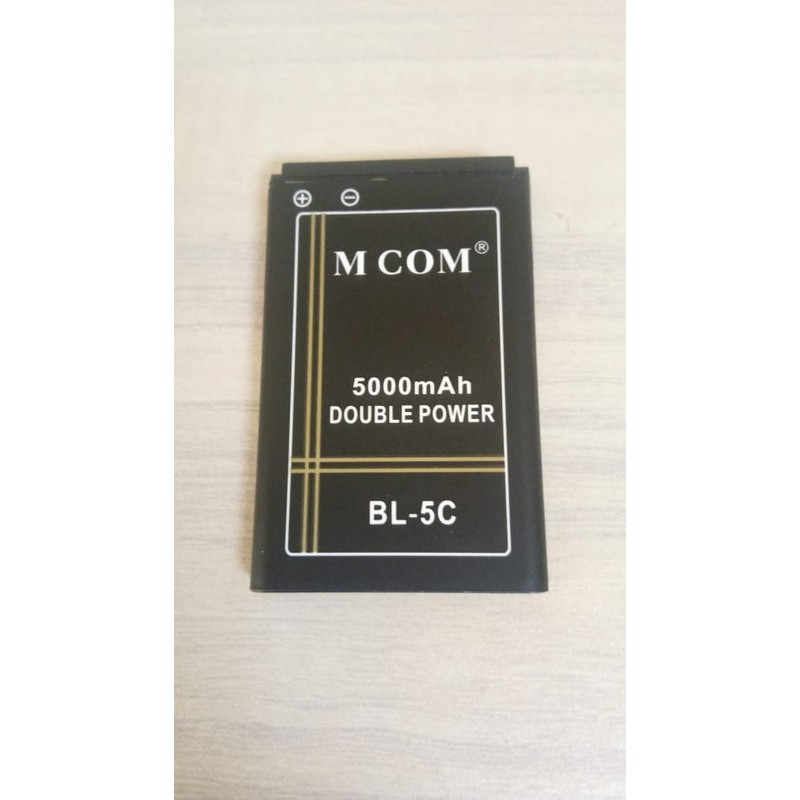 ⊕ ⊖
M COM®
5000mAh
DOUBLE POWER
BL-5C